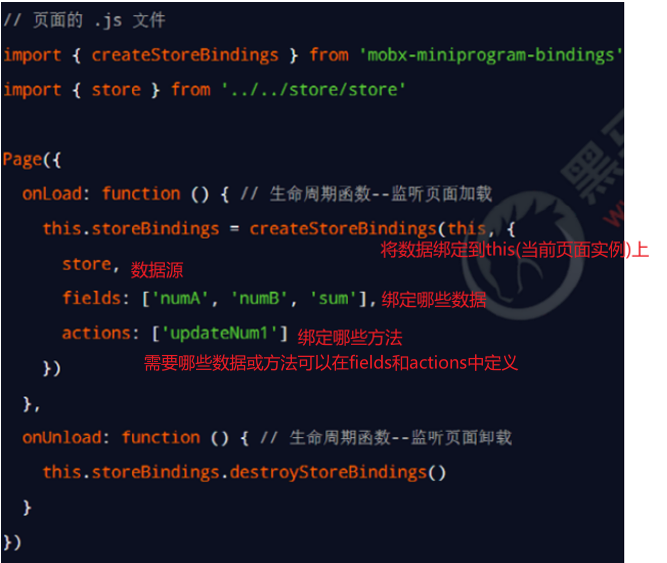 // 页面的 .js 文件
import { createStoreBindings } from 'mobx-miniprogram-bindings'
import { store } from '../../store/store'
Page({
onLoad: function () { // 生命周期函数--监听页面加载
this.storeBindings = createStoreBindings(this, {
将数据绑定到this(当前页面实例)上
store, 数据源
fields: ['numA', 'numB', 'sum'], 绑定哪些数据
actions: ['updateNum1'] 绑定哪些方法
需要哪些数据或方法可以在fields和actions中定义
})
},
onUnload: function () { // 生命周期函数--监听页面卸载
this.storeBindings.destroyStoreBindings()
}
})